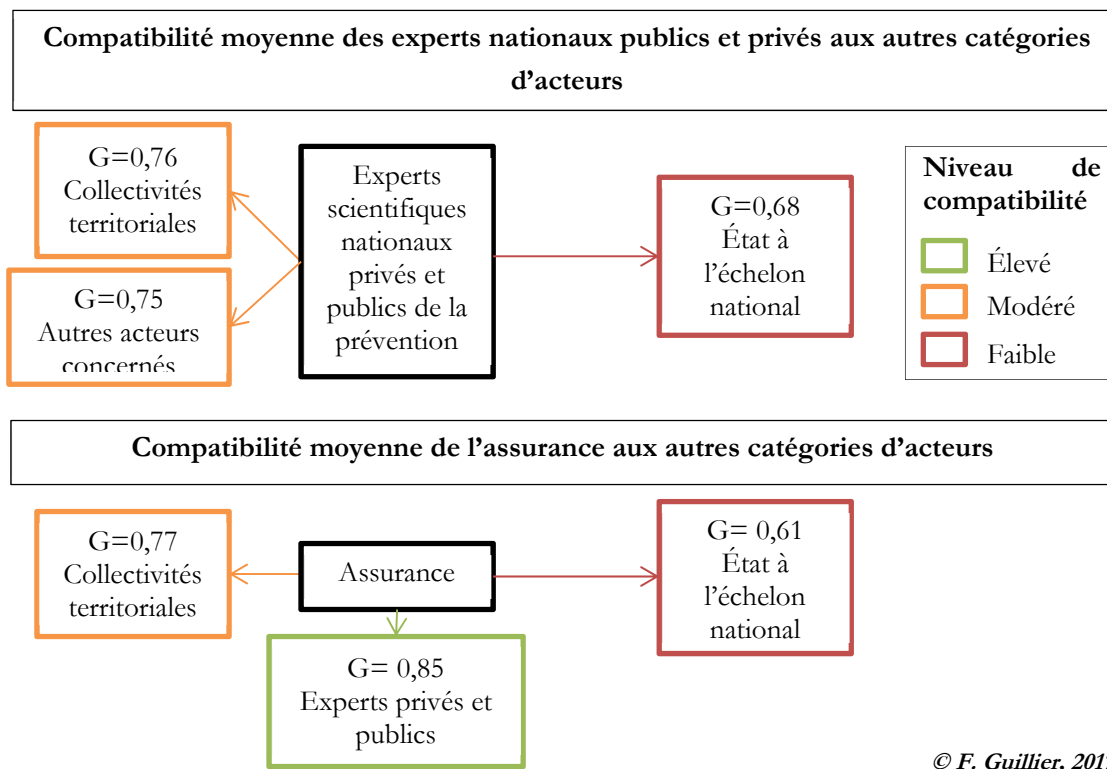 Compatibilité moyenne des experts nationaux publics et privés aux autres catégories
d’acteurs
G=0,76
Collectivités
territoriales
G=0,75
Autres acteurs
concernés
Experts
scientifiques
nationaux
privés et
publics de la
prévention
G=0,68
État à
l’échelon
national
Niveau de
compatibilité
Élevé
Modéré
Faible
Compatibilité moyenne de l’assurance aux autres catégories d’acteurs
G=0,77
Collectivités
territoriales
Assurance
G= 0,61
État à
l’échelon
national
G= 0,85
Experts privés et
publics
© F. Guillier,